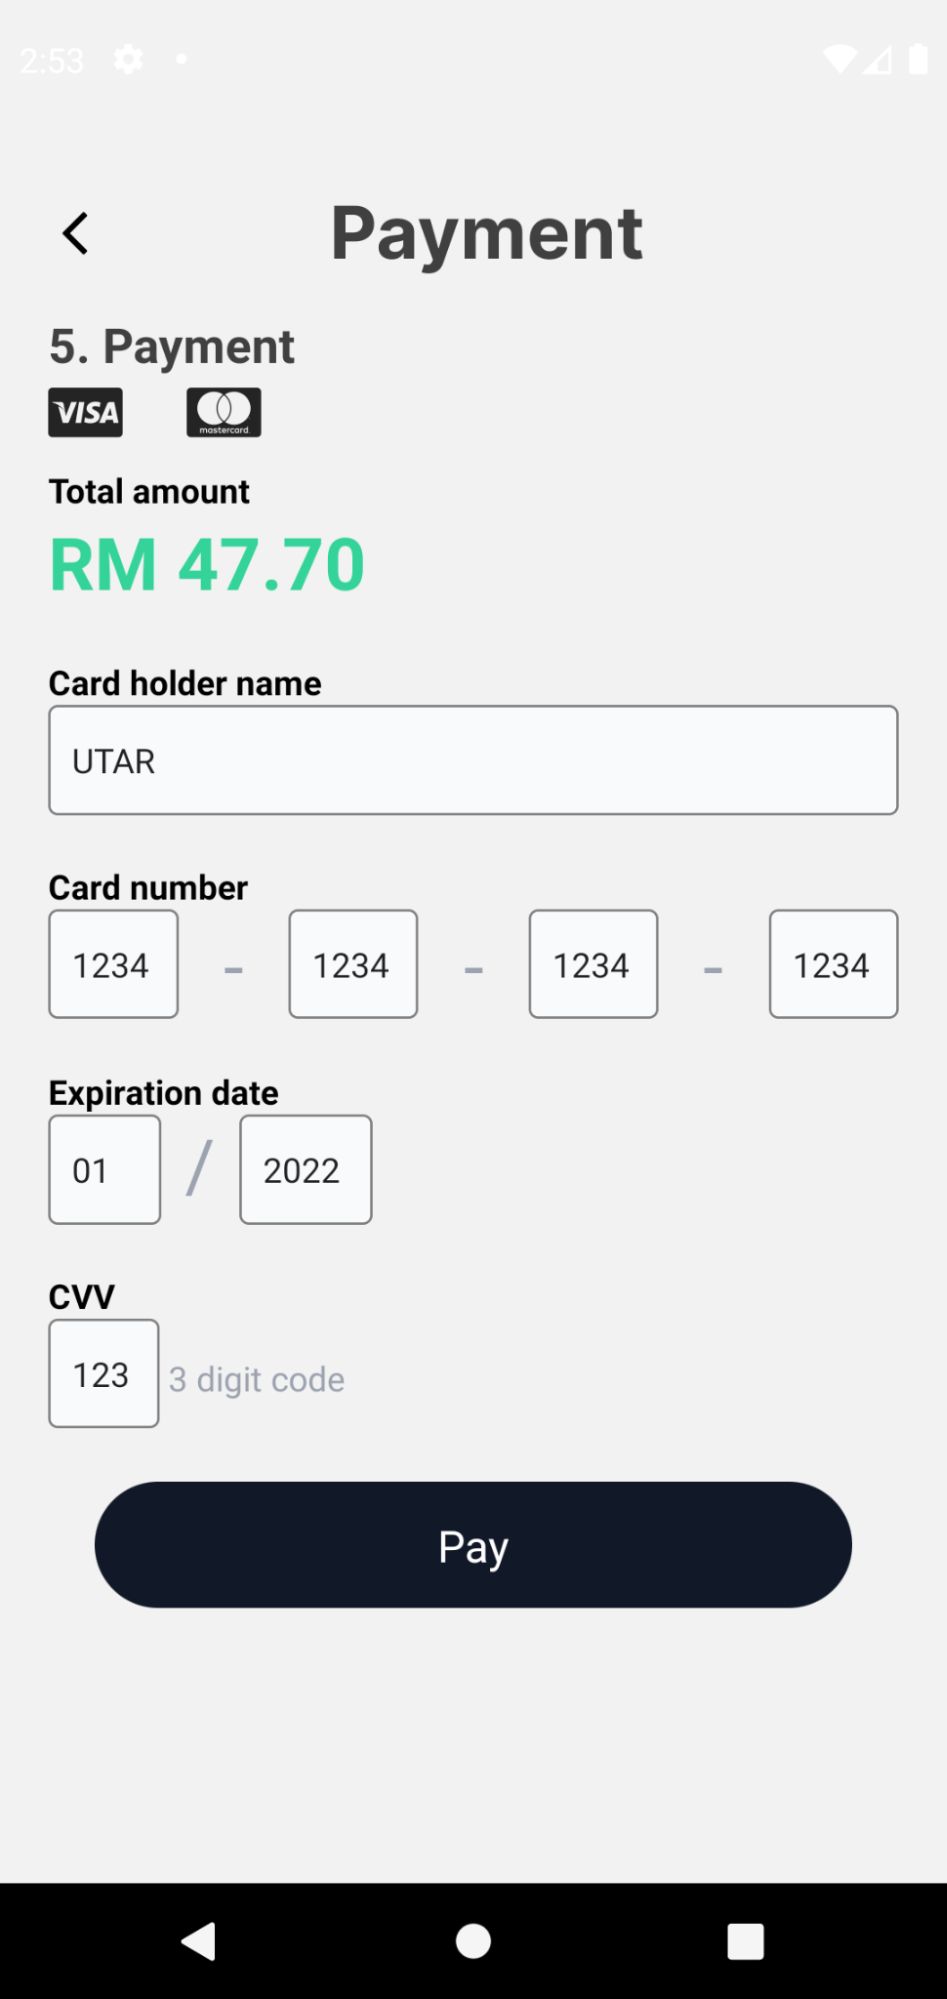 2:53
Payment
5. Payment
VISA mastercard
Total amount
RM 47.70
Card holder name
UTAR
Card number
1234 - 1234 - 1234 - 1234
Expiration date
01 / 2022
CVV
123 3 digit code
Pay